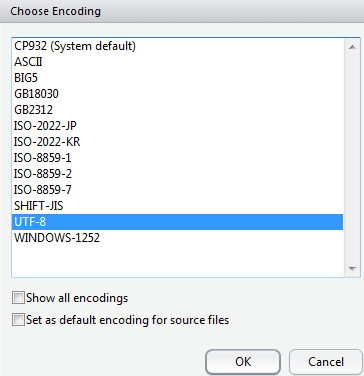 Choose Encoding
CP932 (System default)
ASCII
BIG5
GB18030
GB2312
ISO-2022-JP
ISO-2022-KR
ISO-8859-1
ISO-8859-2
ISO-8859-7
SHIFT-JIS
UTF-8
WINDOWS-1252
Show all encodings
Set as default encoding for source files
OK Cancel